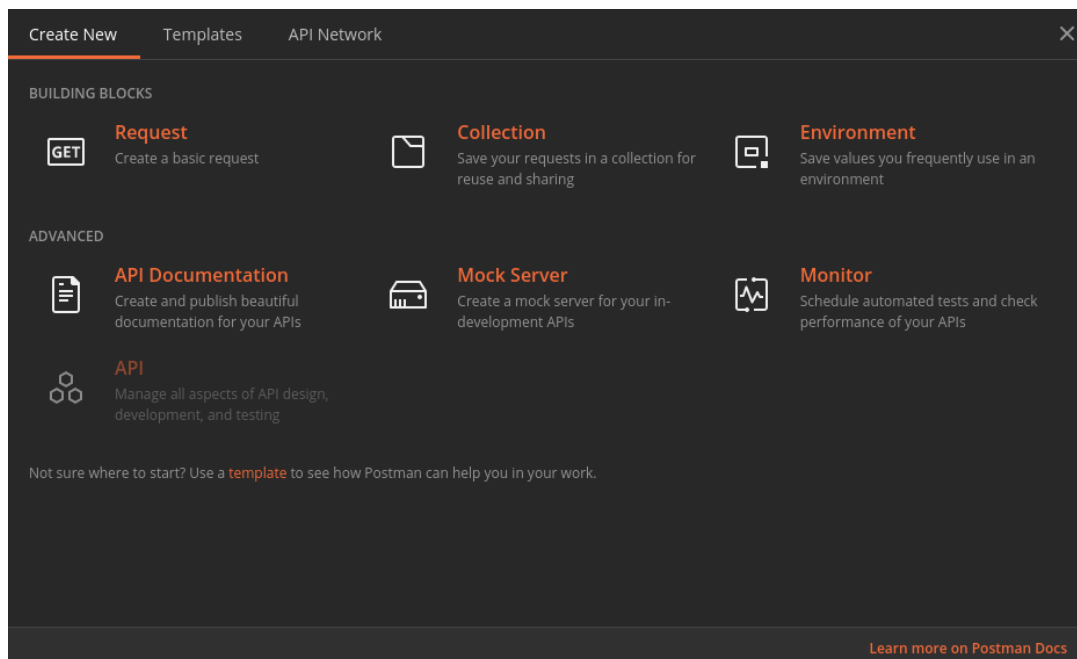 Create New Templates API Network
BUILDING BLOCKS
GET
Request
Create a basic request
Collection
Save your requests in a collection for
reuse and sharing
Environment
Save values you frequently use in an
environment
ADVANCED
API Documentation
Create and publish beautiful
documentation for your APIs
Mock Server
Create a mock server for your in-
development APIs
Monitor
Schedule automated tests and check
performance of your APIs
API
Manage all aspects of API design,
development, and testing
Not sure where to start? Use a template to see how Postman can help you in your work.
Learn more on Postman Docs